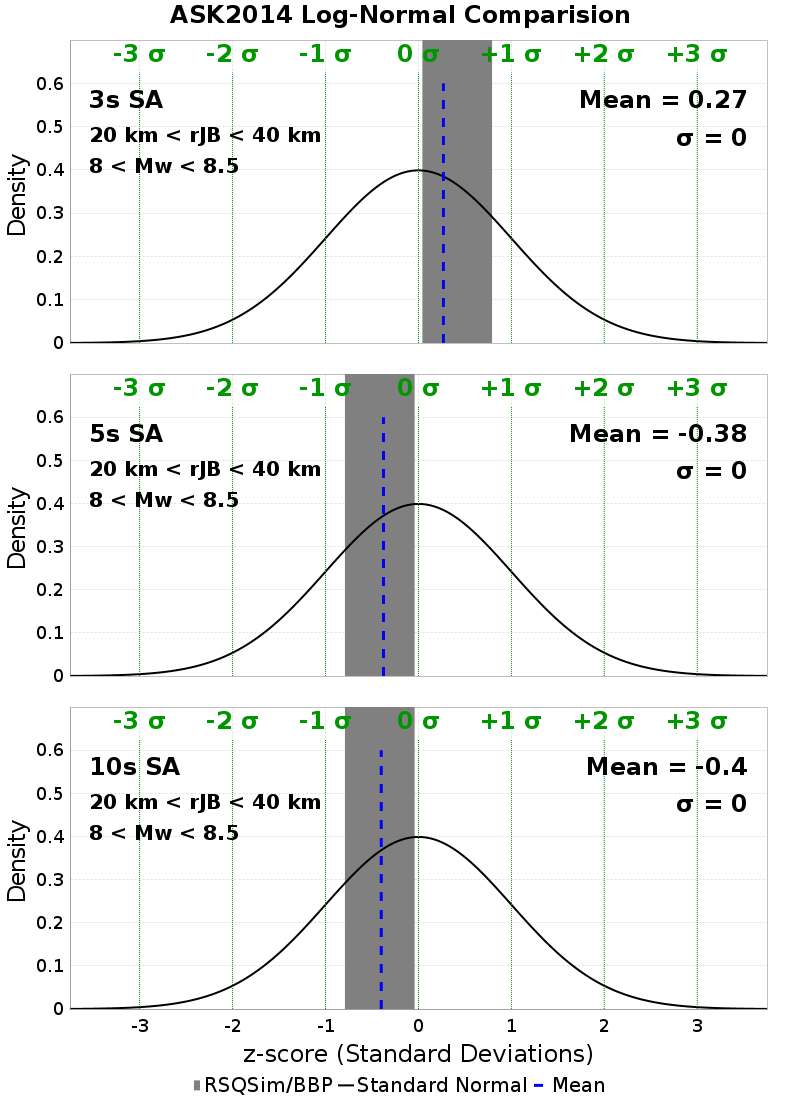 ASK2014 Log-Normal Comparision
-3 σ -2 σ -1 σ 0 σ +1 σ +2 σ +3 σ
3s SA
Mean = 0.27
20 km < rJB < 40 km
σ = 0
8 < Mw < 8.5
0.6
0.5
0.4
0.3
0.2
0.1
0
Density
-3 σ -2 σ -1 σ 0 σ +1 σ +2 σ +3 σ
5s SA
Mean = -0.38
20 km < rJB < 40 km
σ = 0
8 < Mw < 8.5
0.6
0.5
0.4
0.3
0.2
0.1
0
Density
-3 σ -2 σ -1 σ 0 σ +1 σ +2 σ +3 σ
10s SA
Mean = -0.4
20 km < rJB < 40 km
σ = 0
8 < Mw < 8.5
0.6
0.5
0.4
0.3
0.2
0.1
0
Density
-3 -2 -1 0 1 2 3
z-score (Standard Deviations)
RSQSim/BBP Standard Normal Mean